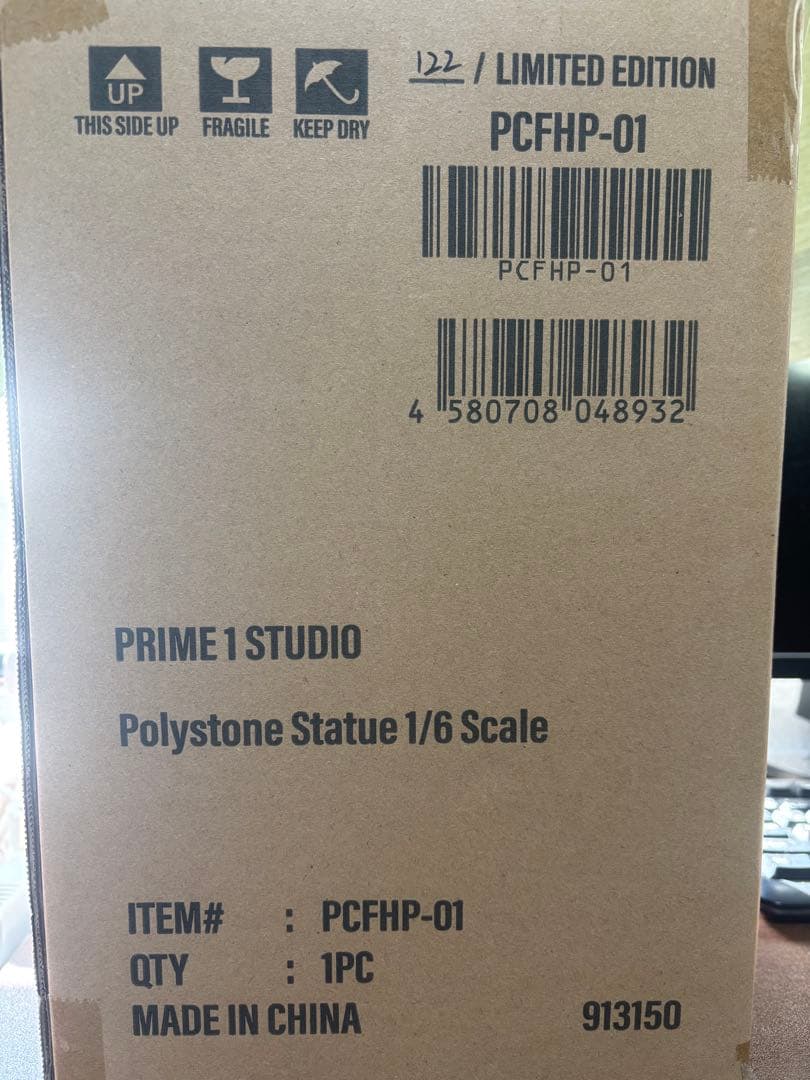 UP
THIS SIDE UP FRAGILE KEEP DRY
122 / LIMITED EDITION
PCFHP-01
PCFHP-01
4 580708 048932
PRIME 1 STUDIO
Polystone Statue 1/6 Scale
ITEM# : PCFHP-01
QTY : 1PC
MADE IN CHINA 913150